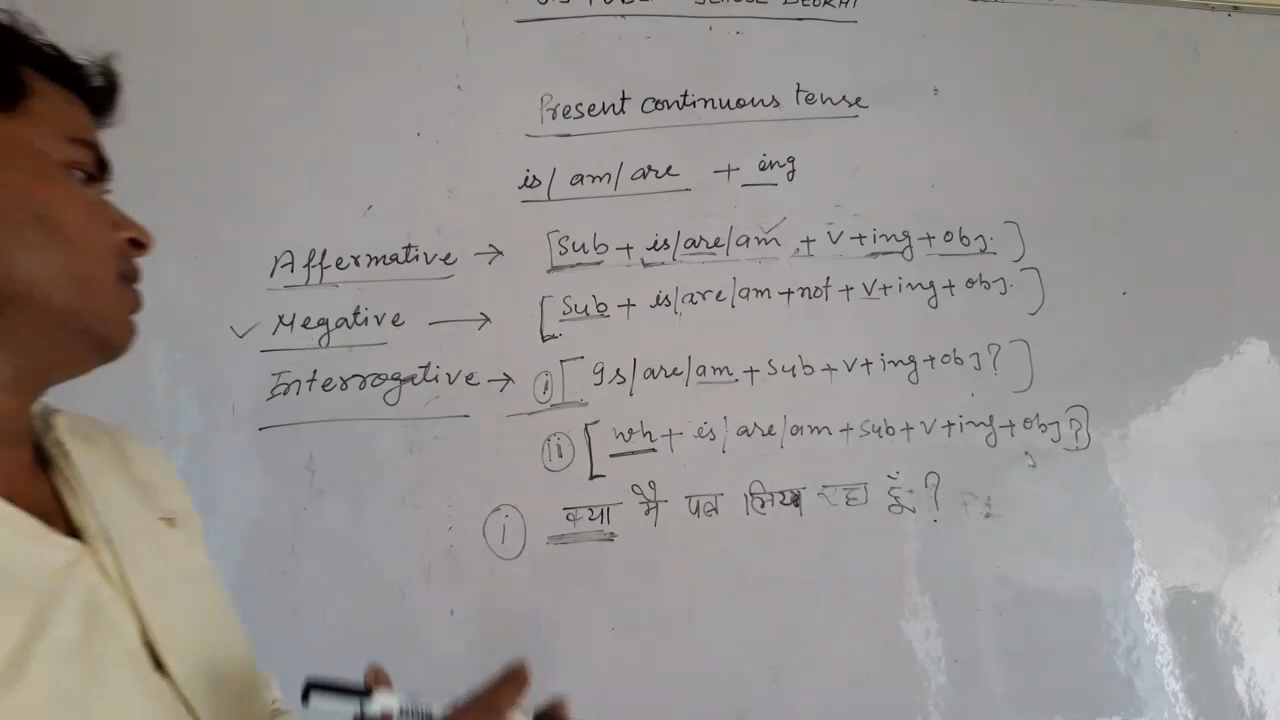 SCHOOL DEORHI
Present continuous tense
is/ am/ are + ing
Affermative → [Sub + is/are/am + v + ing + obj. ]
✓ Negative → [Sub + is/are/am + not + v + ing + obj. ]
Interrogative → (i) [ Is/are/am + sub + v + ing + obj ? ]
(ii) [ wh + is/are/am + sub + v + ing + obj ? ]
(i) क्या मैं पत्र लिख रहा हूँ ?